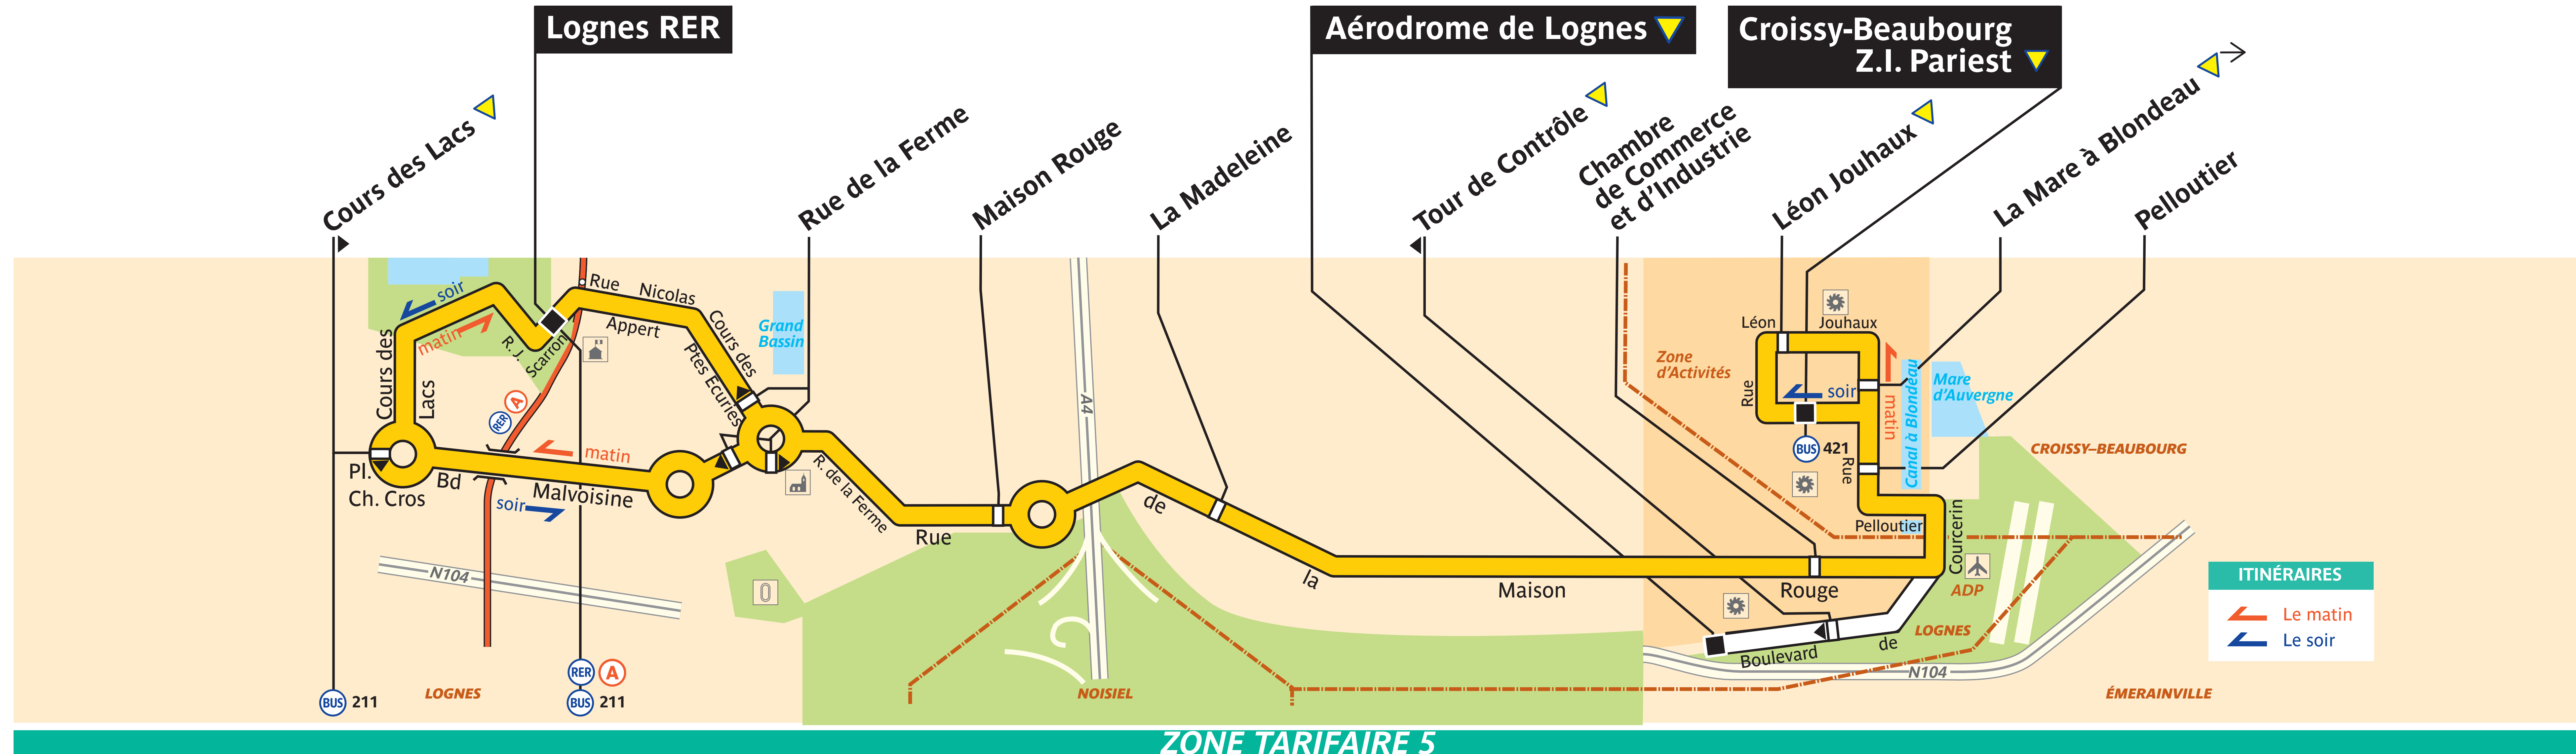 Lognes RER
Aérodrome de Lognes
Croissy-Beaubourg
Z.I. Pariest
Cours des Lacs
Rue de la Ferme
Maison Rouge
La Madeleine
Tour de Contrôle
Chambre
de Commerce
et d'Industrie
Léon Jouhaux
La Mare à Blondeau
Pelloutier
soir
matin
Cours des
Lacs
R. J.
Scarron
Rue Nicolas
Appert
Cours des
Ptes Ecuries
Grand
Bassin
RER A
matin
Pl.
Ch. Cros
Bd
Malvoisine
soir
R. de la Ferme
Rue
A4
de
la
Maison
Rouge
N104
Zone
d'Activités
Léon
Jouhaux
Rue
soir
matin
Canal à Blondeau
Mare
d'Auvergne
BUS 421
Rue
Pelloutier
Courcerin
CROISSY–BEAUBOURG
ADP
LOGNES
Boulevard
de
N104
ITINÉRAIRES
Le matin
Le soir
RER A
BUS 211
BUS 211
LOGNES
NOISIEL
ÉMERAINVILLE
ZONE TARIFAIRE 5